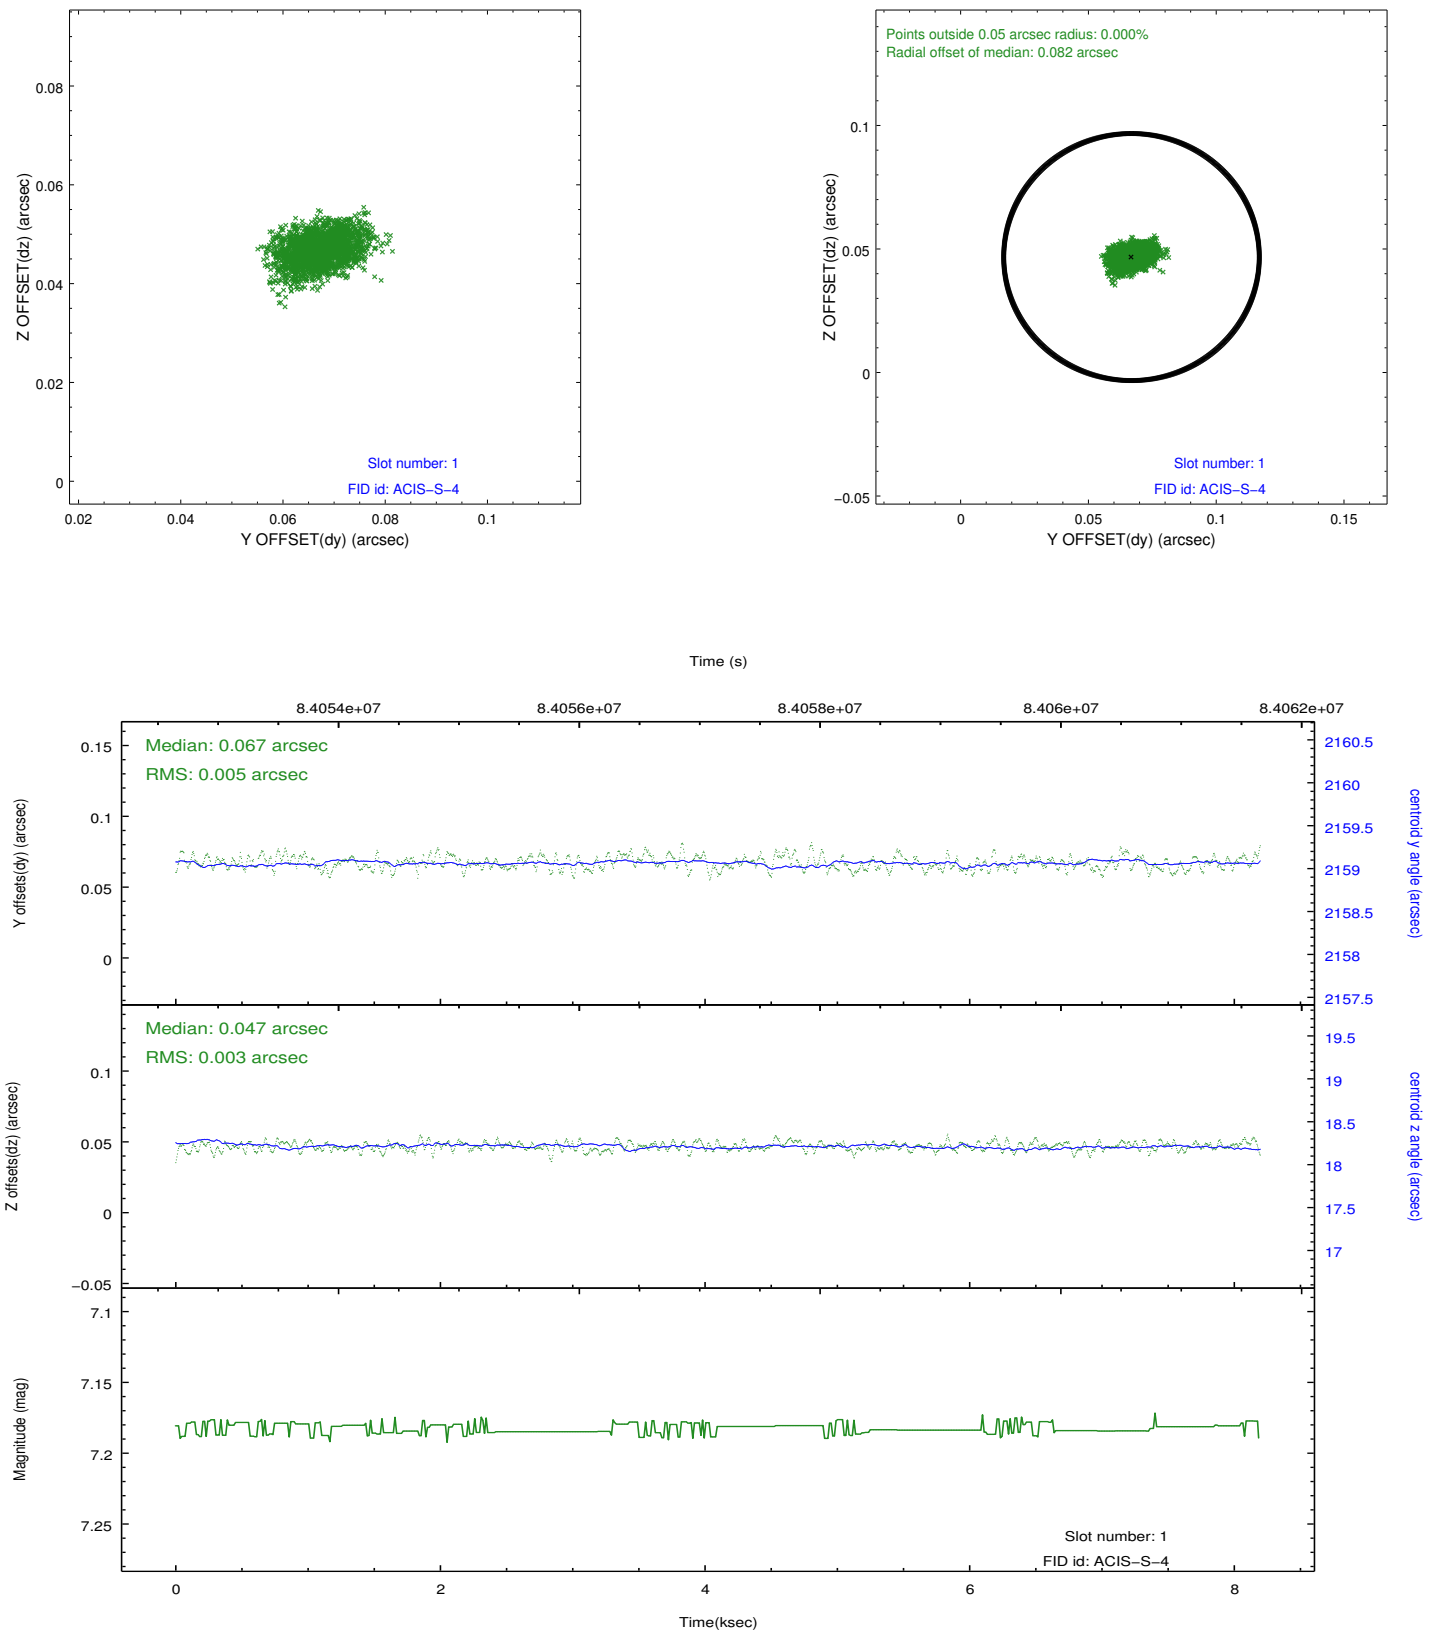 0.08
0.06
0.04
0.02
0
Z OFFSET(dz) (arcsec)
Slot number: 1
FID id: ACIS−S−4
0.02 0.04 0.06 0.08 0.1
Y OFFSET(dy) (arcsec)
Points outside 0.05 arcsec radius: 0.000%
Radial offset of median: 0.082 arcsec
0.1
0.05
0
−0.05
Z OFFSET(dz) (arcsec)
Slot number: 1
FID id: ACIS−S−4
0 0.05 0.1 0.15
Y OFFSET(dy) (arcsec)
Time (s)
8.4054e+07 8.4056e+07 8.4058e+07 8.406e+07 8.4062e+07
Median: 0.067 arcsec
RMS: 0.005 arcsec
0.15
0.1
0.05
0
Y offsets(dy) (arcsec)
2160.5
2160
2159.5
2159
2158.5
2158
2157.5
centroid y angle (arcsec)
Median: 0.047 arcsec
RMS: 0.003 arcsec
0.1
0.05
0
−0.05
Z offsets(dz) (arcsec)
19.5
19
18.5
18
17.5
17
centroid z angle (arcsec)
7.1
7.15
7.2
7.25
Magnitude (mag)
Slot number: 1
FID id: ACIS−S−4
0 2 4 6 8
Time(ksec)